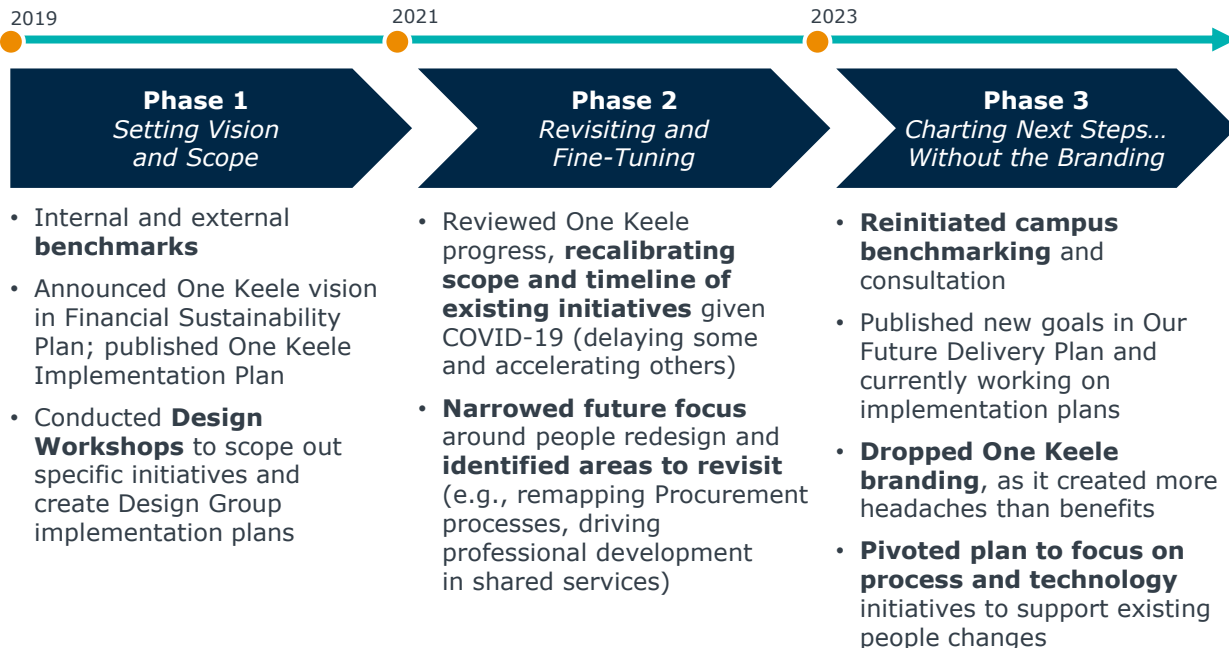 2019
2021
2023
Phase 1
Setting Vision
and Scope
• Internal and external
benchmarks
• Announced One Keele vision
in Financial Sustainability
Plan; published One Keele
Implementation Plan
• Conducted Design
Workshops to scope out
specific initiatives and
create Design Group
implementation plans
Phase 2
Revisiting and
Fine-Tuning
• Reviewed One Keele
progress, recalibrating
scope and timeline of
existing initiatives given
COVID-19 (delaying some
and accelerating others)
• Narrowed future focus
around people redesign and
identified areas to revisit
(e.g., remapping Procurement
processes, driving
professional development
in shared services)
Phase 3
Charting Next Steps…
Without the Branding
• Reinitiated campus
benchmarking and
consultation
• Published new goals in Our
Future Delivery Plan and
currently working on
implementation plans
• Dropped One Keele
branding, as it created more
headaches than benefits
• Pivoted plan to focus on
process and technology
initiatives to support existing
people changes